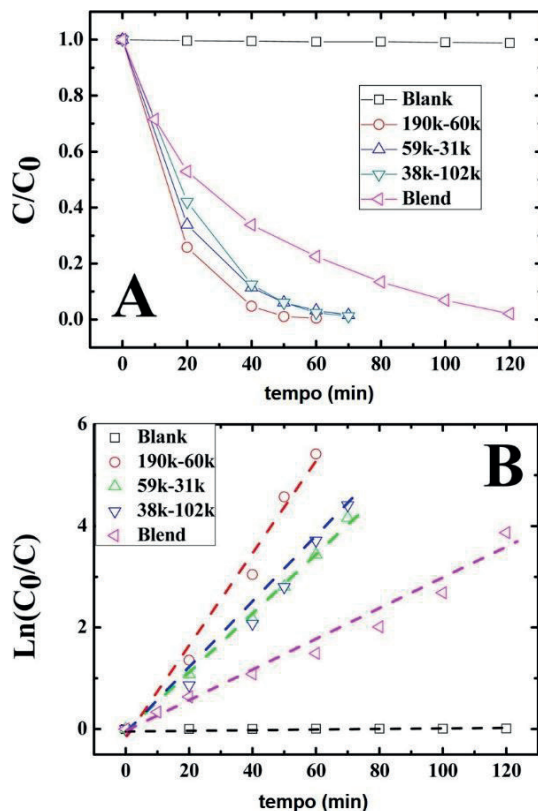 1.0
0.8
0.6
0.4
0.2
0.0
C/C0
Blank
190k-60k
59k-31k
38k-102k
Blend
A
0 20 40 60 80 100 120
tempo (min)
6
4
2
0
Ln(C0/C)
Blank
190k-60k
59k-31k
38k-102k
Blend
B
0 20 40 60 80 100 120
tempo (min)